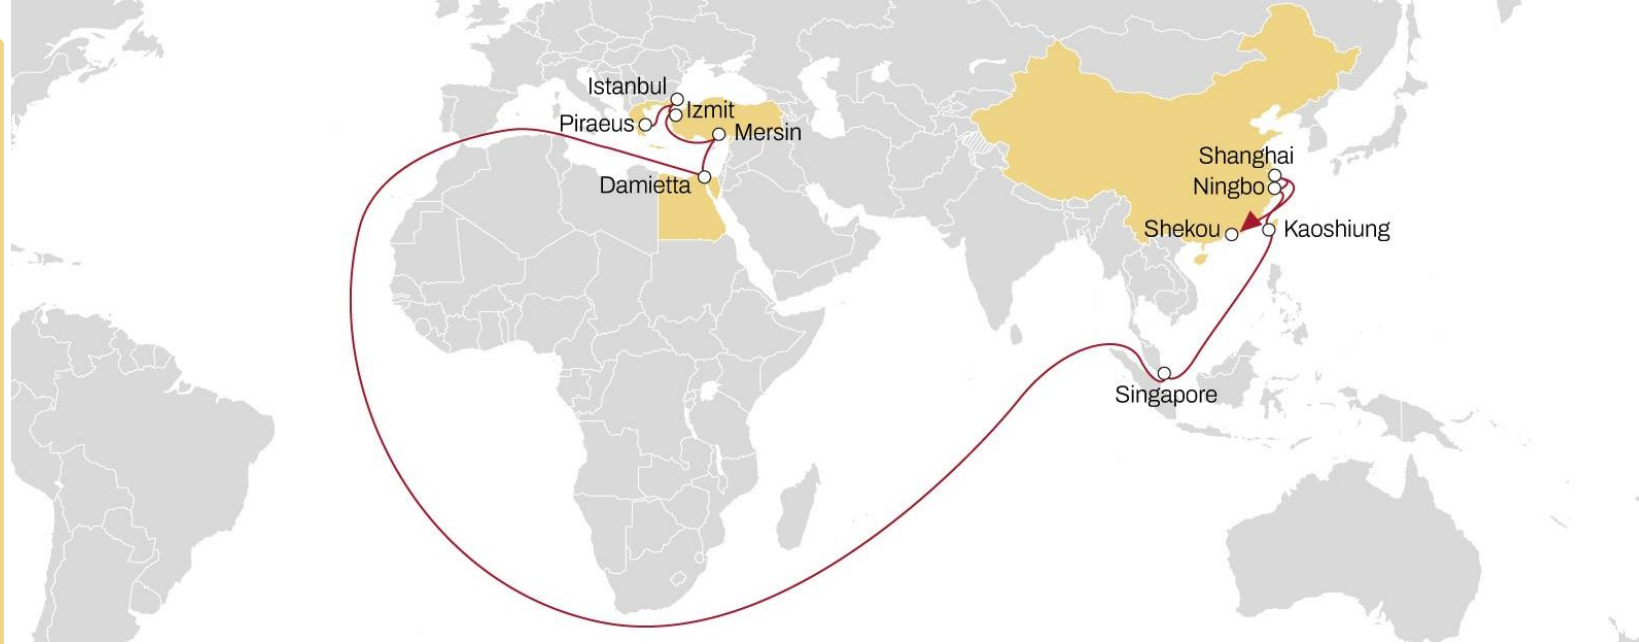 Istanbul
Izmit
Piraeus
Mersin
Damietta
Shanghai
Ningbo
Shekou
Kaoshiung
Singapore